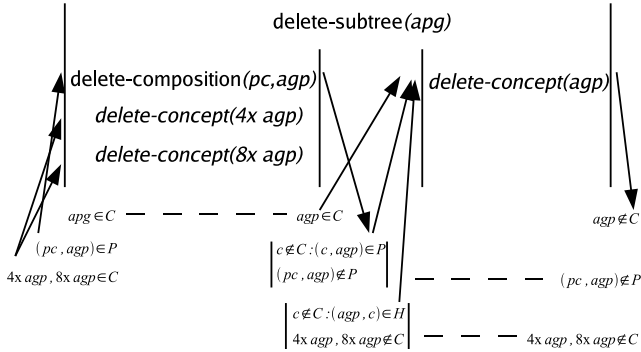 delete-subtree(apg)
delete-composition(pc,agp)
delete-concept(agp)
delete-concept(4x agp)
delete-concept(8x agp)
apg∈C
agp∈C
agp∉C
(pc,agp)∈P
c∉C:(c,agp)∈P
4x agp,8x agp∈C
(pc,agp)∉P
(pc,agp)∉P
c∉C:(agp,c)∈H
4x agp,8x agp∉C
4x agp,8x agp∉C